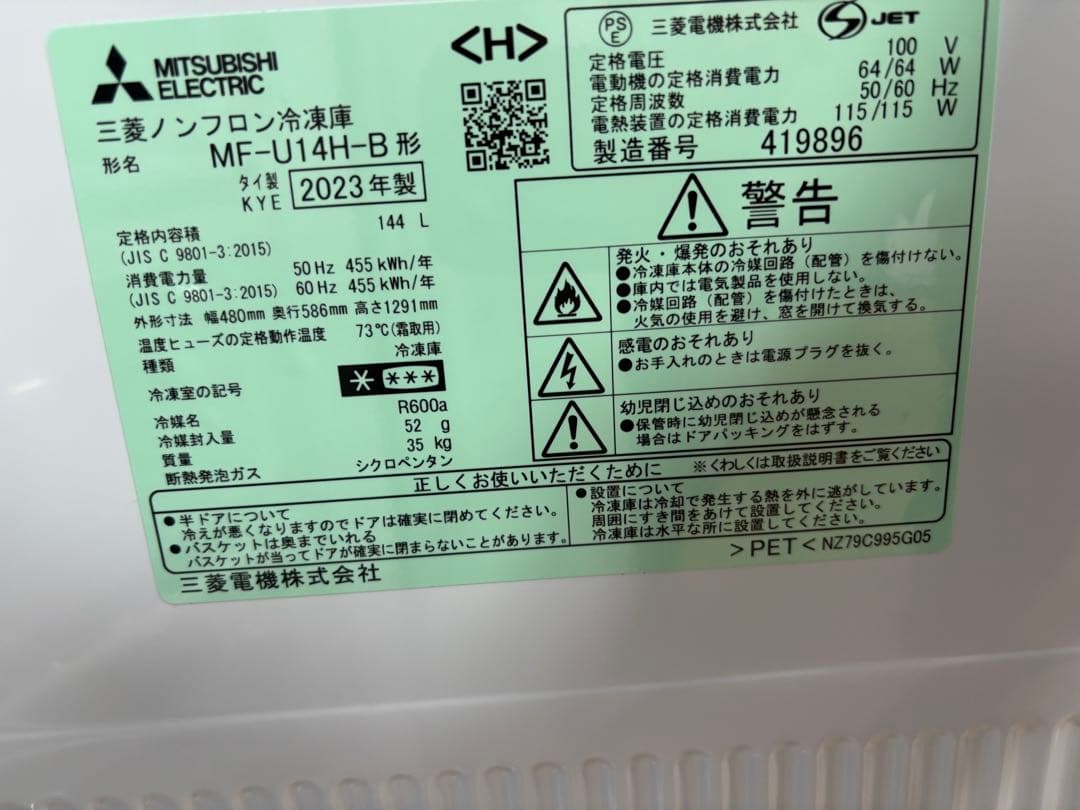 MITSUBISHI
ELECTRIC
三菱ノンフロン冷凍庫
形名 MF-U14H-B形
タイ製
KYE
2023年製
<H>
PS
E
三菱電機株式会社
S JET
定格電圧 100 V
電動機の定格消費電力 64/64 W
定格周波数 50/60 Hz
電熱装置の定格消費電力 115/115 W
製造番号 419896
定格内容積 144 L
(JIS C 9801-3:2015)
消費電力量 50Hz 455kWh/年
(JIS C 9801-3:2015) 60Hz 455kWh/年
外形寸法 幅480mm 奥行586mm 高さ1291mm
温度ヒューズの定格動作温度 73℃(霜取用)
種類 冷凍庫
冷凍室の記号 * ***
冷媒名 R600a
冷媒封入量 52 g
質量 35 kg
断熱発泡ガス シクロペンタン
警告
発火・爆発のおそれあり
●冷凍庫本体の冷媒回路(配管)を傷付けない。
●庫内では電気製品を使用しない。
●冷媒回路(配管)を傷付けたときは、
火気の使用を避け、窓を開けて換気する。
感電のおそれあり
●お手入れのときは電源プラグを抜く。
幼児閉じ込めのおそれあり
●保管時に幼児閉じ込めが懸念される
場合はドアパッキングをはずす。
正しくお使いいただくために ※くわしくは取扱説明書をご覧ください
●半ドアについて
冷えが悪くなりますのでドアは確実に閉めてください。
●バスケットは奥までいれる
バスケットが当ってドアが確実に閉まらないことがあります。
●設置について
冷凍庫は冷却で発生する熱を外に逃がしています。
周囲にすき間をあけて設置してください。
冷凍庫は水平な所に設置してください。
三菱電機株式会社
>PET< NZ79C995G05